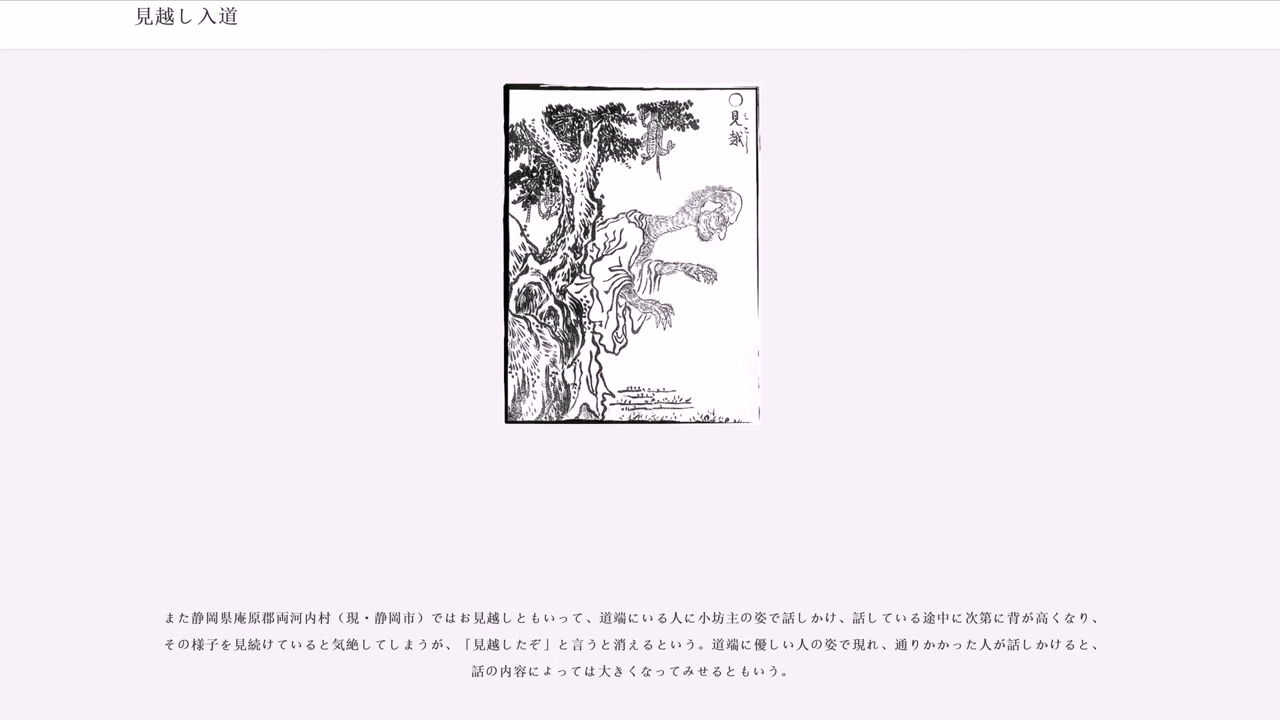 見越し入道
見越
みこし
また静岡県庵原郡両河内村（現・静岡市）ではお見越しともいって、道端にいる人に小坊主の姿で話しかけ、話している途中に次第に背が高くなり、
その様子を見続けていると気絶してしまうが、「見越したぞ」と言うと消えるという。道端に優しい人の姿で現れ、通りかかった人が話しかけると、
話の内容によっては大きくなってみせるともいう。